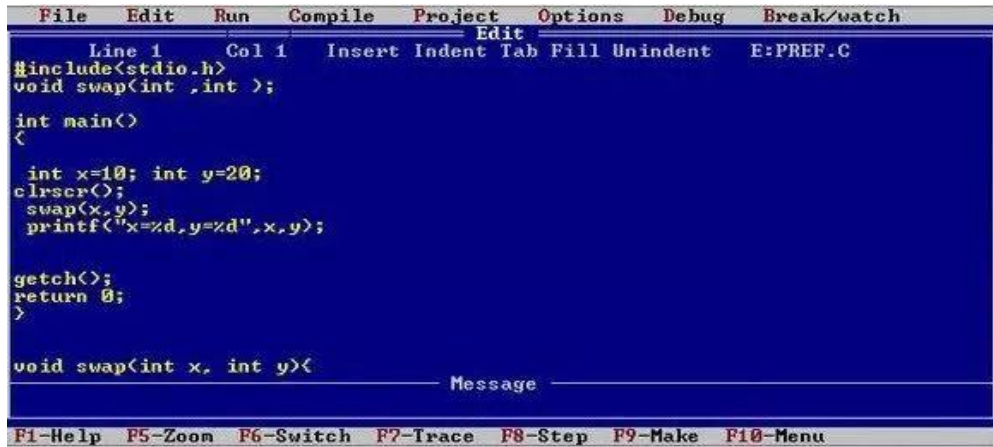 File Edit Run Compile Project Options Debug Break/watch
Edit
Line 1 Col 1 Insert Indent Tab Fill Unindent E:PREF.C
#include<stdio.h>
void swap(int ,int );
int main()
{
int x=10; int y=20;
clrscr();
swap(x,y);
printf("x=%d,y=%d",x,y);
getch();
return 0;
}
void swap(int x, int y){
Message
F1-Help F5-Zoom F6-Switch F7-Trace F8-Step F9-Make F10-Menu